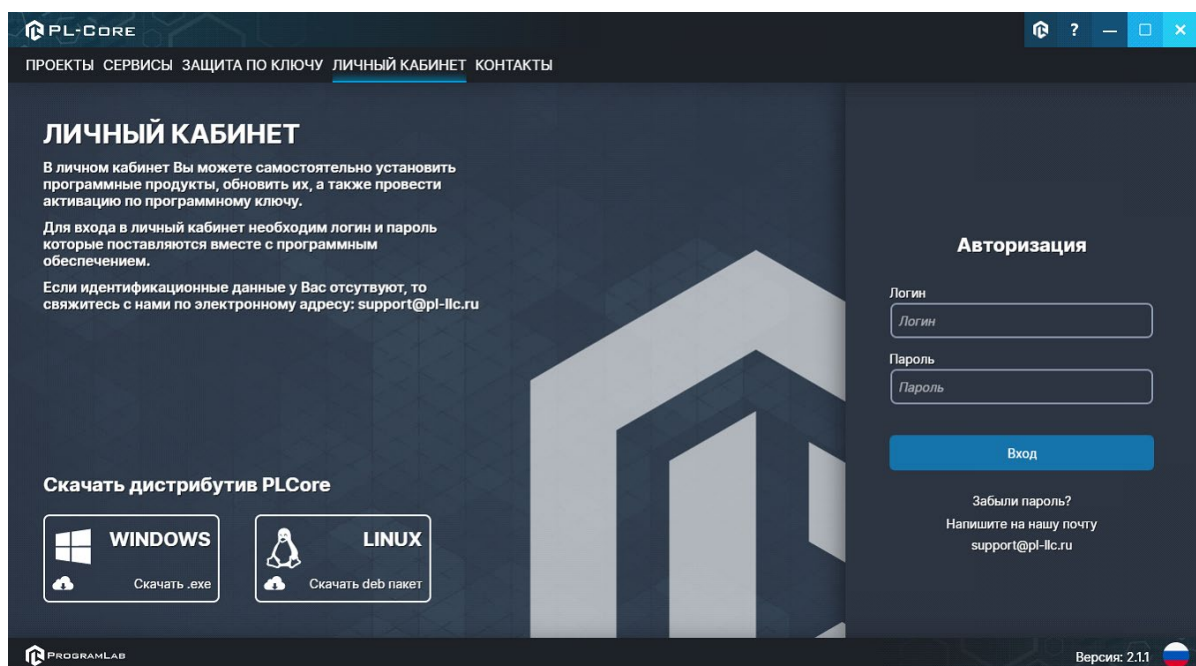 PL-CORE
?
ПРОЕКТЫ СЕРВИСЫ ЗАЩИТА ПО КЛЮЧУ ЛИЧНЫЙ КАБИНЕТ КОНТАКТЫ
ЛИЧНЫЙ КАБИНЕТ
В личном кабинет Вы можете самостоятельно установить
программные продукты, обновить их, а также провести
активацию по программному ключу.
Для входа в личный кабинет необходим логин и пароль
которые поставляются вместе с программным
обеспечением.
Если идентификационные данные у Вас отсутвуют, то
свяжитесь с нами по электронному адресу: support@pl-llc.ru
Скачать дистрибутив PLCore
WINDOWS
Скачать .exe
LINUX
Скачать deb пакет
Авторизация
Логин
Логин
Пароль
Пароль
Вход
Забыли пароль?
Напишите на нашу почту
support@pl-llc.ru
PROGRAMLAB
Версия: 2.1.1